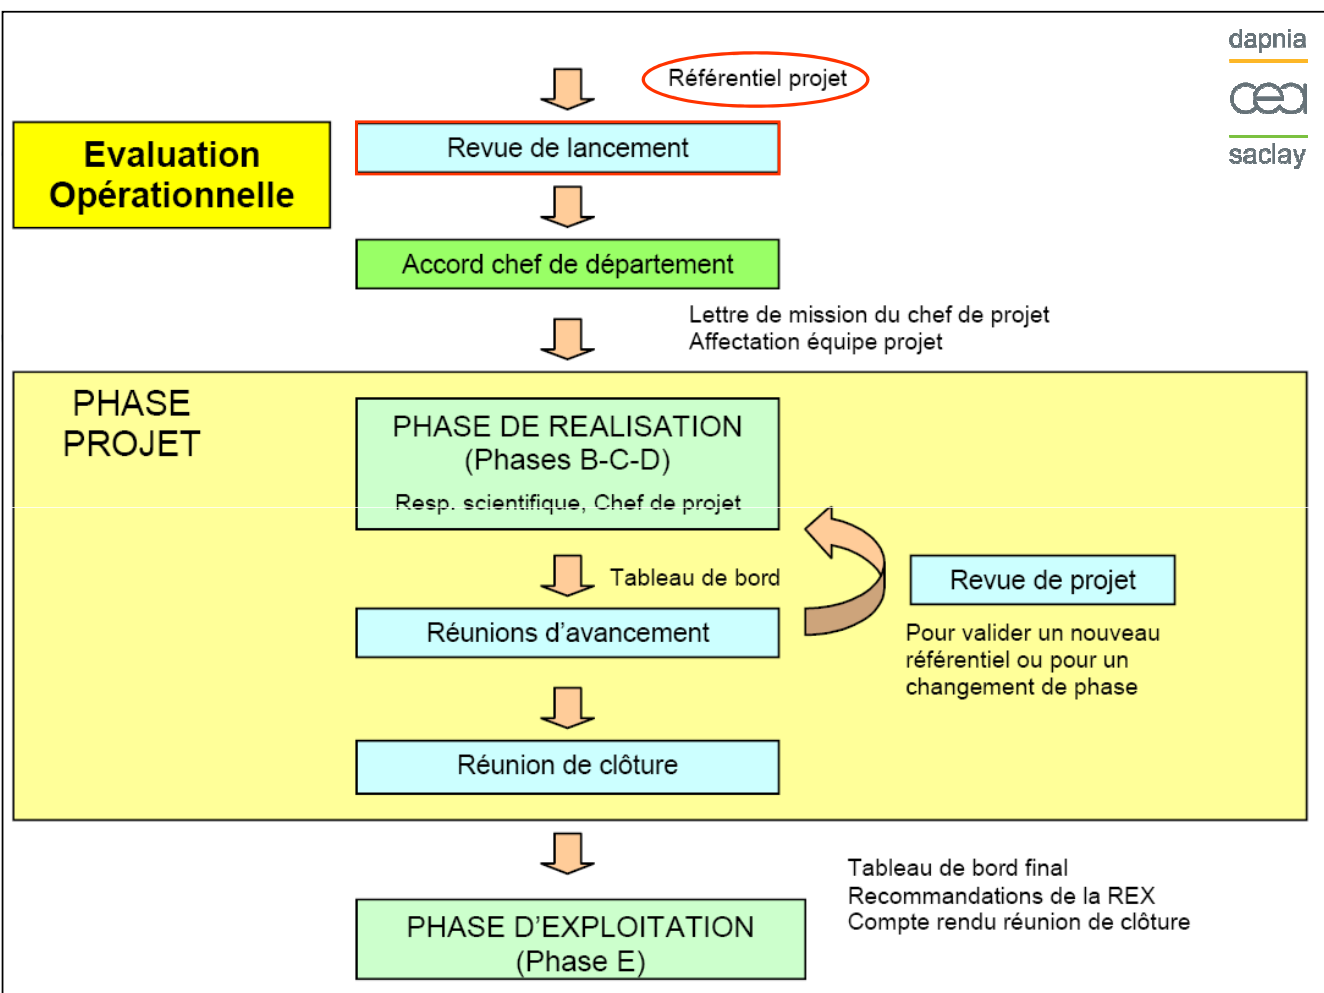 dapnia
cea
saclay
Référentiel projet
Evaluation
Opérationnelle
Revue de lancement
Accord chef de département
Lettre de mission du chef de projet
Affectation équipe projet
PHASE
PROJET
PHASE DE REALISATION
(Phases B-C-D)
Resp. scientifique, Chef de projet
Tableau de bord
Revue de projet
Réunions d'avancement
Pour valider un nouveau
référentiel ou pour un
changement de phase
Réunion de clôture
Tableau de bord final
Recommandations de la REX
Compte rendu réunion de clôture
PHASE D'EXPLOITATION
(Phase E)